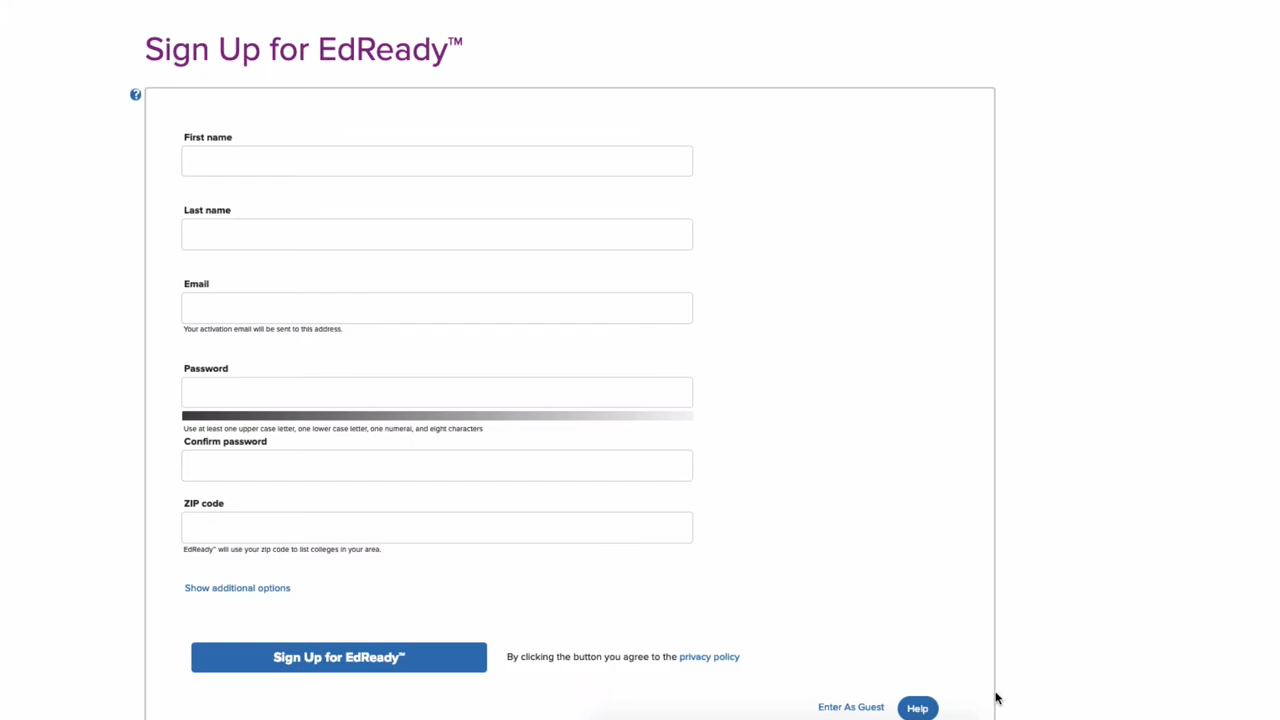 Sign Up for EdReady™
?
First name
Last name
Email
Your activation email will be sent to this address.
Password
Use at least one upper case letter, one lower case letter, one numeral, and eight characters
Confirm password
ZIP code
EdReady™ will use your zip code to list colleges in your area.
Show additional options
Sign Up for EdReady™ By clicking the button you agree to the privacy policy
Enter As Guest Help